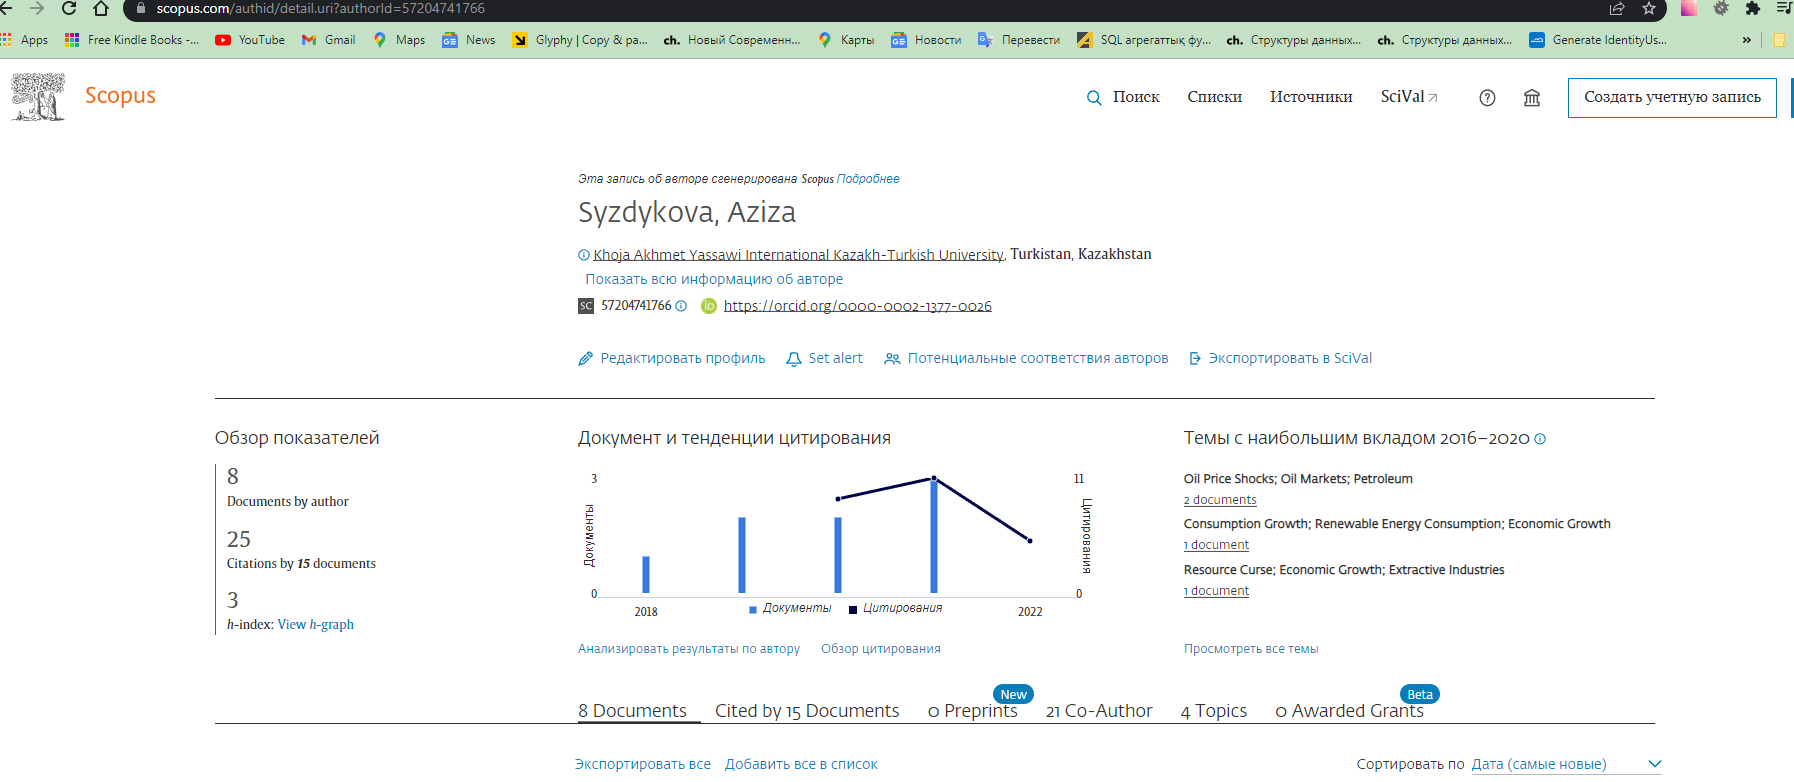 scopus.com/authid/detail.uri?authorId=57204741766
Apps Free Kindle Books -... YouTube Gmail Maps News Glyphy | Copy & pa... ch. Новый Современн... Карты Новости Перевести SQL агрегаттық фу... ch. Структуры данных... ch. Структуры данных... Generate IdentityUs... »
Scopus
Поиск Списки Источники SciVal Создать учетную запись
Эта запись об авторе сгенерирована Scopus Подробнее
Syzdykova, Aziza
Khoja Akhmet Yassawi International Kazakh-Turkish University, Turkistan, Kazakhstan
Показать всю информацию об авторе
SC 57204741766 iD https://orcid.org/0000-0002-1377-0026
Редактировать профиль Set alert Потенциальные соответствия авторов Экспортировать в SciVal
Обзор показателей
8
Documents by author
25
Citations by 15 documents
3
h-index: View h-graph
Документ и тенденции цитирования
3 11
Документы
Цитирования
0 0
2018 2022
Документы Цитирования
Анализировать результаты по автору Обзор цитирования
Темы с наибольшим вкладом 2016–2020
Oil Price Shocks; Oil Markets; Petroleum
2 documents
Consumption Growth; Renewable Energy Consumption; Economic Growth
1 document
Resource Curse; Economic Growth; Extractive Industries
1 document
Просмотреть все темы
New Beta
8 Documents Cited by 15 Documents 0 Preprints 21 Co-Author 4 Topics 0 Awarded Grants
Экспортировать все Добавить все в список Сортировать по Дата (самые новые)